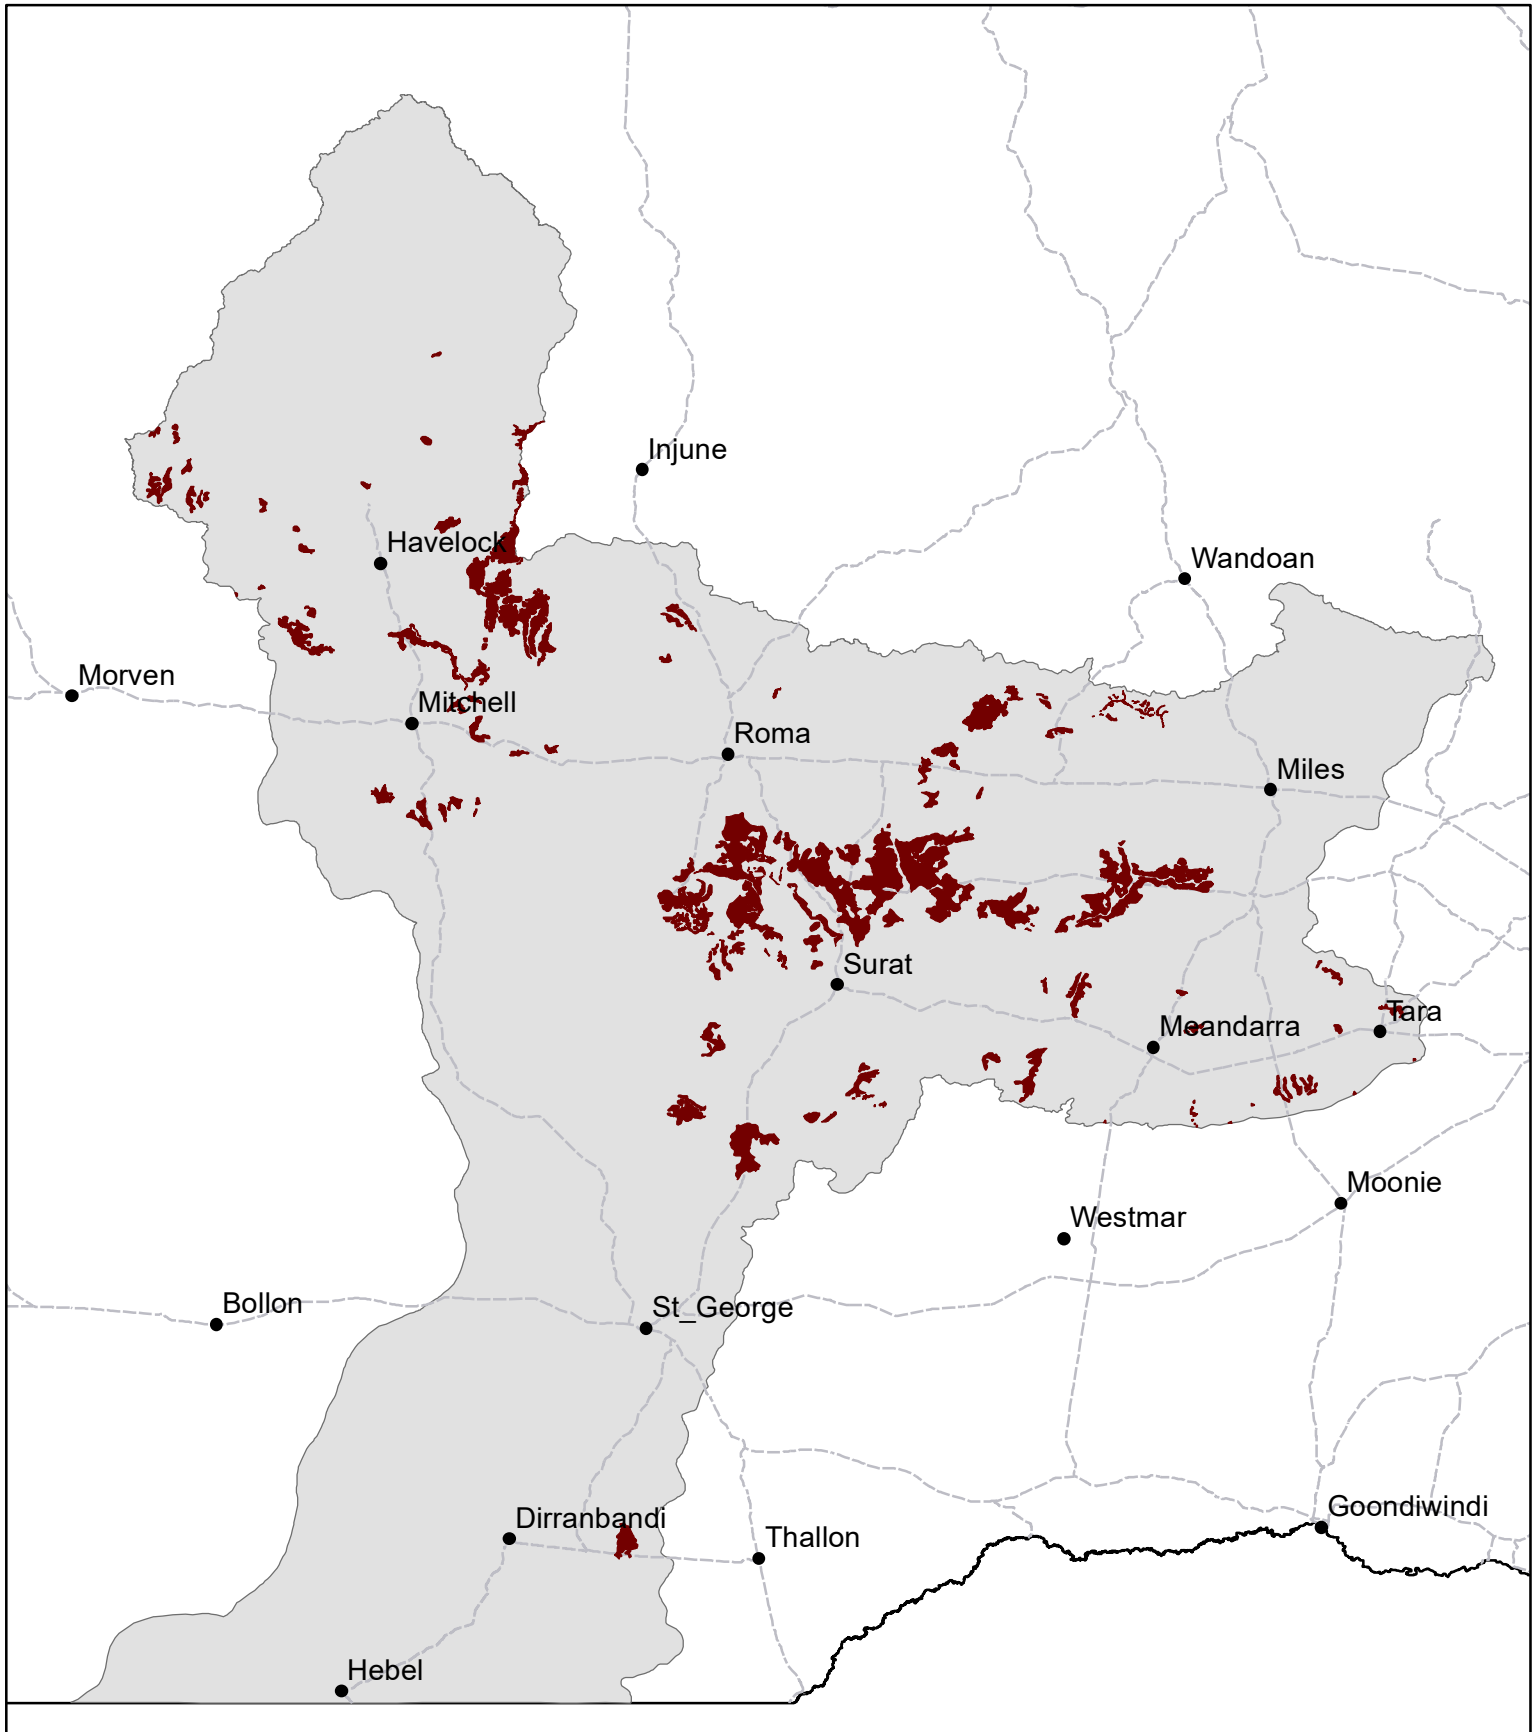 Injune
Havelock
Wandoan
Morven
Mitchell
Roma
Miles
Surat
Meandarra
Tara
Moonie
Westmar
Bollon
St_George
Dirranbandi
Thallon
Goondiwindi
Hebel